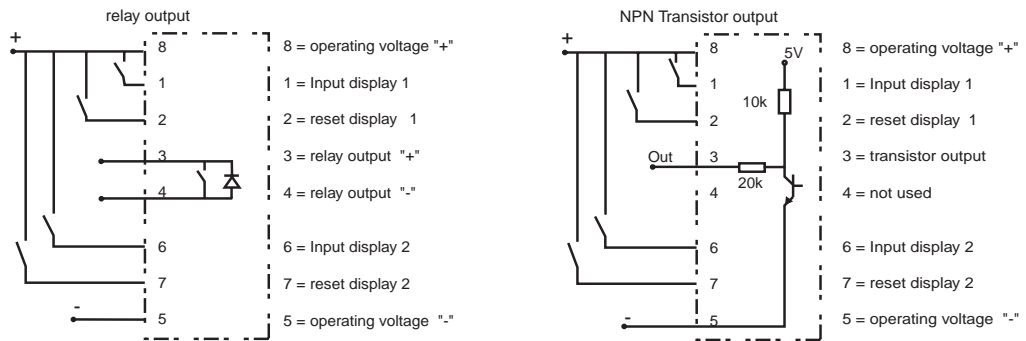 relay output
+
8
8 = operating voltage "+"
1
1 = Input display 1
2
2 = reset display 1
3
3 = relay output "+"
4
4 = relay output "-"
6
6 = Input display 2
7
7 = reset display 2
-
5
5 = operating voltage "-"
NPN Transistor output
+
8
5V
8 = operating voltage "+"
1
10k
1 = Input display 1
2
2 = reset display 1
Out
3
20k
3 = transistor output
4
4 = not used
6
6 = Input display 2
7
7 = reset display 2
-
5
5 = operating voltage "-"